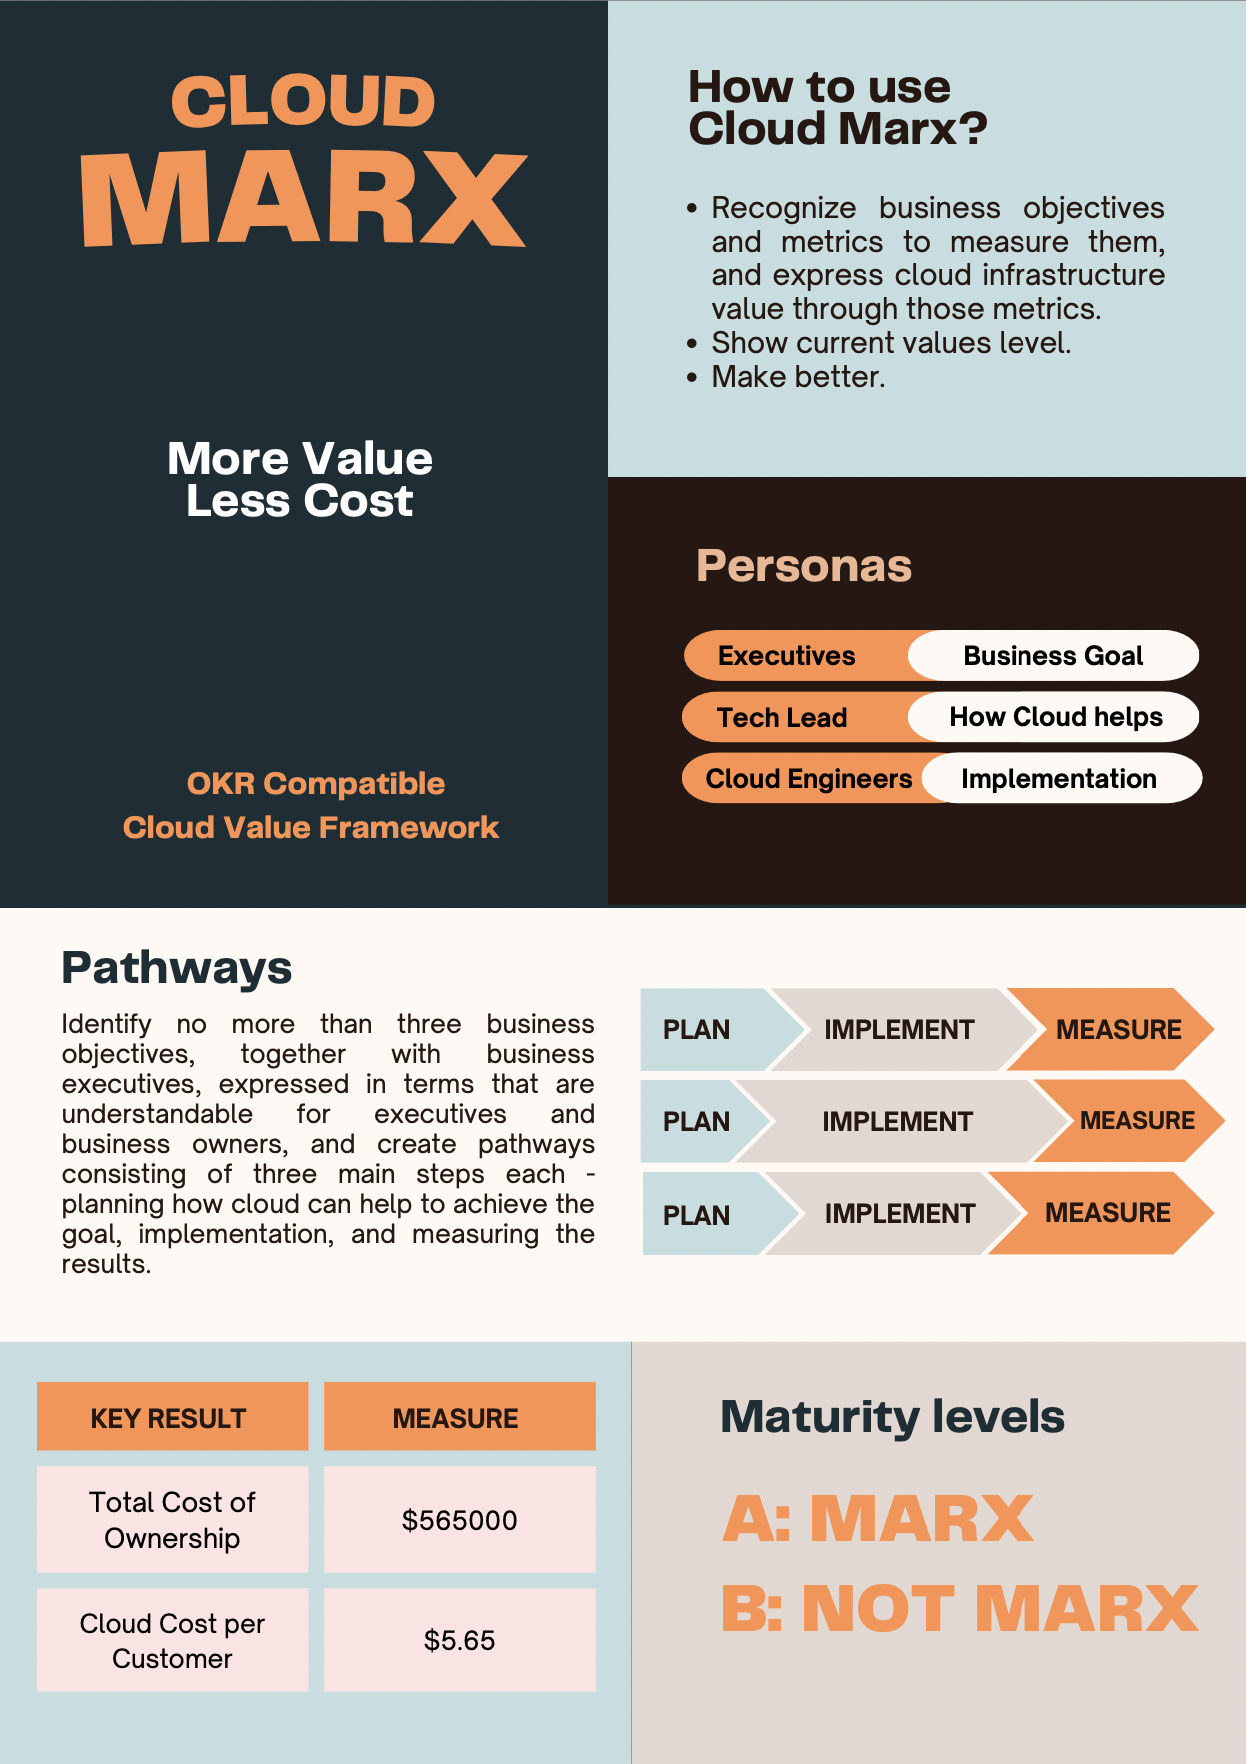 CLOUD
MARX
More Value
Less Cost
OKR Compatible
Cloud Value Framework
How to use
Cloud Marx?
• Recognize business objectives
and metrics to measure them,
and express cloud infrastructure
value through those metrics.
• Show current values level.
• Make better.
Personas
Executives Business Goal
Tech Lead How Cloud helps
Cloud Engineers Implementation
Pathways
Identify no more than three business
objectives, together with business
executives, expressed in terms that are
understandable for executives and
business owners, and create pathways
consisting of three main steps each -
planning how cloud can help to achieve the
goal, implementation, and measuring the
results.
PLAN IMPLEMENT MEASURE
PLAN IMPLEMENT MEASURE
PLAN IMPLEMENT MEASURE
KEY RESULT MEASURE
Total Cost of
Ownership
$565000
Cloud Cost per
Customer
$5.65
Maturity levels
A: MARX
B: NOT MARX